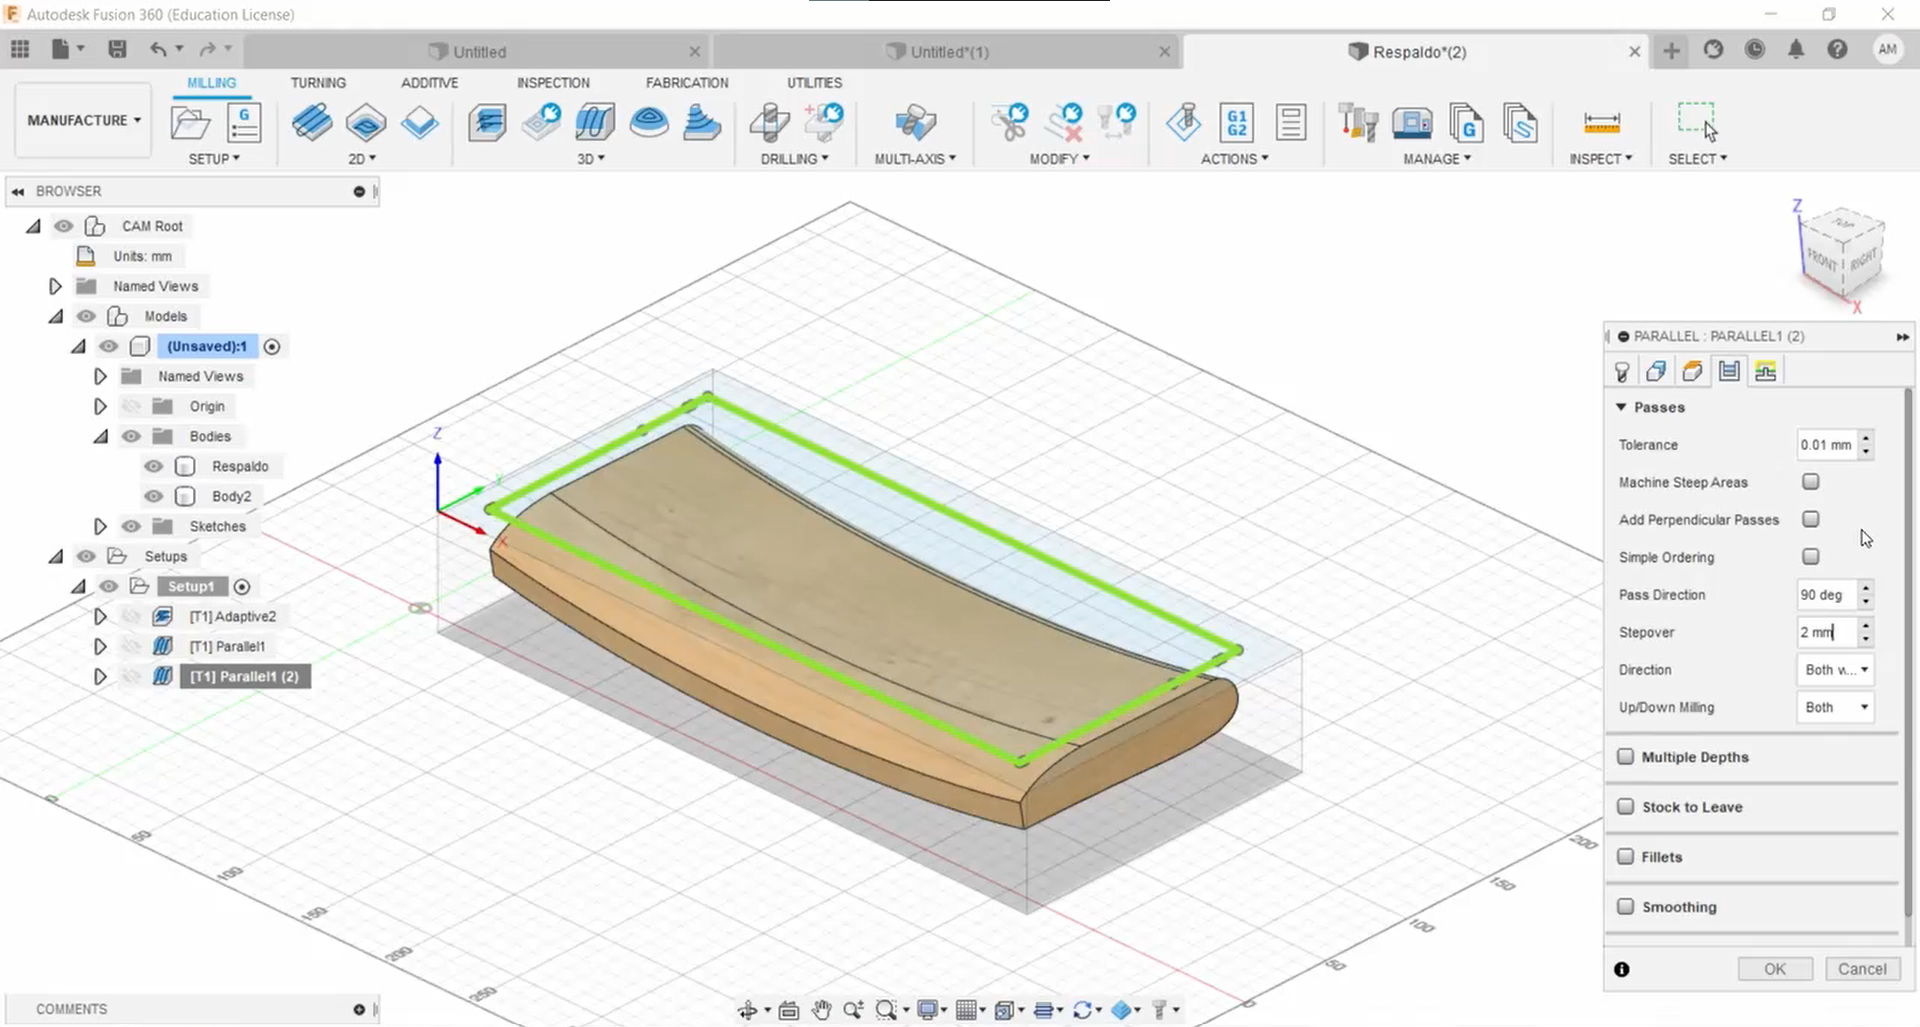 Autodesk Fusion 360 (Education License)
Untitled
Untitled*(1)
Respaldo*(2)
AM
MILLING TURNING ADDITIVE INSPECTION FABRICATION UTILITIES
MANUFACTURE
G
G1
G2
G
SETUP 2D 3D DRILLING MULTI-AXIS MODIFY ACTIONS MANAGE INSPECT SELECT
BROWSER
CAM Root
Units: mm
Named Views
Models
(Unsaved):1
Named Views
Origin
Bodies
Respaldo
Body2
Sketches
Setups
Setup1
[T1] Adaptive2
[T1] Parallel1
[T1] Parallel1 (2)
Z
Y
X
Z
TOP
FRONT
RIGHT
X
0
50
100
150
200
250
200
150
100
50
0
PARALLEL : PARALLEL1 (2)
Passes
Tolerance 0.01 mm
Machine Steep Areas
Add Perpendicular Passes
Simple Ordering
Pass Direction 90 deg
Stepover 2 mm
Direction Both w...
Up/Down Milling Both
Multiple Depths
Stock to Leave
Fillets
Smoothing
OK Cancel
COMMENTS